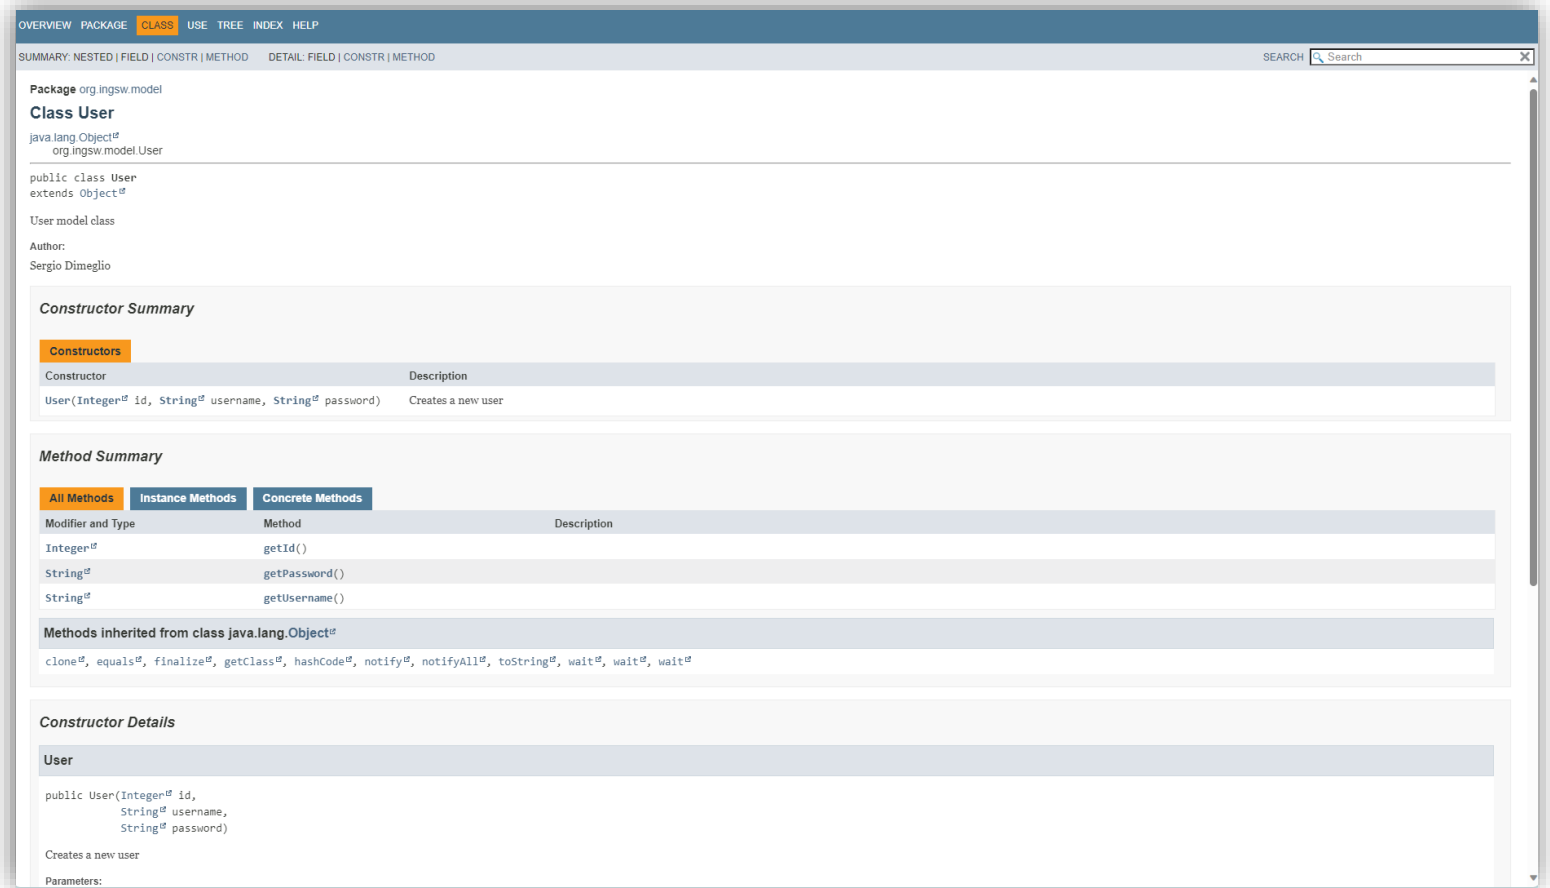 OVERVIEW PACKAGE CLASS USE TREE INDEX HELP
SUMMARY: NESTED | FIELD | CONSTR | METHOD DETAIL: FIELD | CONSTR | METHOD SEARCH Search
Package org.ingsw.model
Class User
java.lang.Object
org.ingsw.model.User
public class User
extends Object
User model class
Author:
Sergio Dimeglio
Constructor Summary
Constructors
Constructor Description
User(Integer id, String username, String password) Creates a new user
Method Summary
All Methods Instance Methods Concrete Methods
Modifier and Type Method Description
Integer getId()
String getPassword()
String getUsername()
Methods inherited from class java.lang.Object
clone, equals, finalize, getClass, hashCode, notify, notifyAll, toString, wait, wait, wait
Constructor Details
User
public User(Integer id,
String username,
String password)
Creates a new user
Parameters: